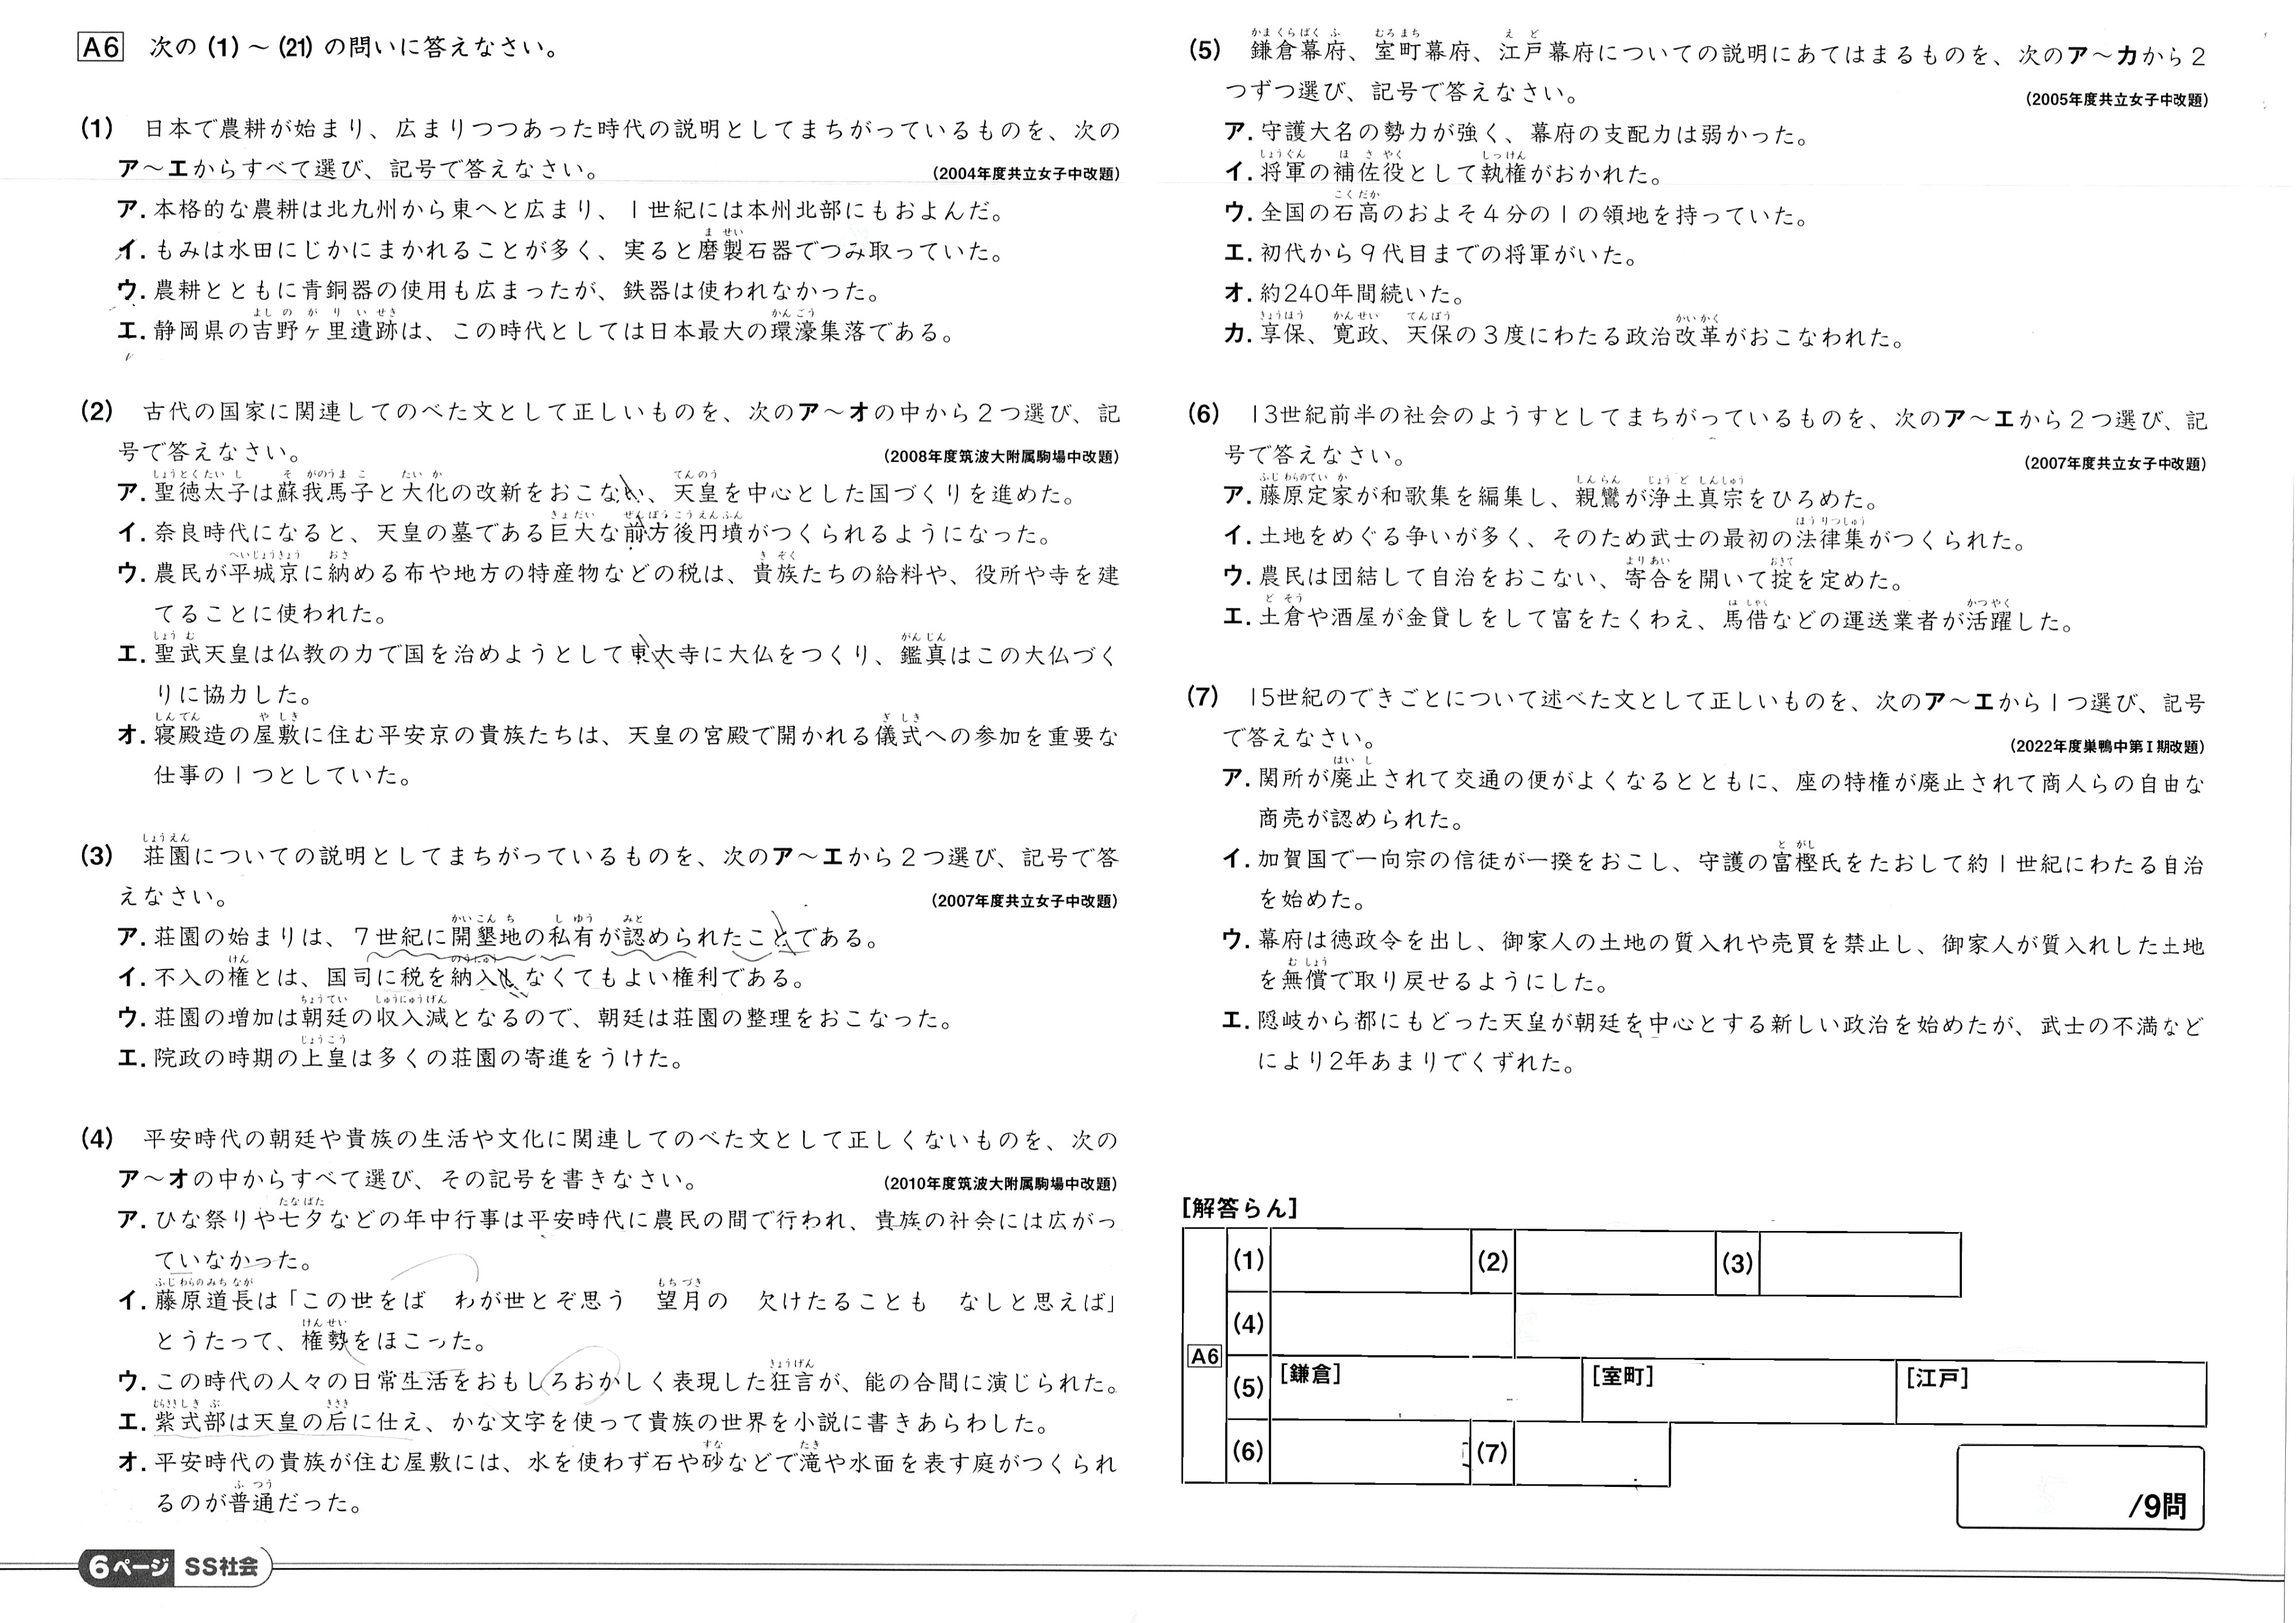 A6 次の(1)～(21)の問いに答えなさい。
(1) 日本で農耕が始まり、広まりつつあった時代の説明としてまちがっているものを、次の
ア～エからすべて選び、記号で答えなさい。 (2004年度共立女子中改題)
ア. 本格的な農耕は北九州から東へと広まり、1世紀には本州北部にもおよんだ。
イ. もみは水田にじかにまかれることが多く、実ると磨製石器でつみ取っていた。
ウ. 農耕とともに青銅器の使用も広まったが、鉄器は使われなかった。
エ. 静岡県の吉野ヶ里遺跡は、この時代としては日本最大の環濠集落である。
(2) 古代の国家に関連してのべた文として正しいものを、次のア～オの中から2つ選び、記
号で答えなさい。 (2008年度筑波大附属駒場中改題)
ア. 聖徳太子は蘇我馬子と大化の改新をおこない、天皇を中心とした国づくりを進めた。
イ. 奈良時代になると、天皇の墓である巨大な前方後円墳がつくられるようになった。
ウ. 農民が平城京に納める布や地方の特産物などの税は、貴族たちの給料や、役所や寺を建
てることに使われた。
エ. 聖武天皇は仏教の力で国を治めようとして東大寺に大仏をつくり、鑑真はこの大仏づく
りに協力した。
オ. 寝殿造の屋敷に住む平安京の貴族たちは、天皇の宮殿で開かれる儀式への参加を重要な
仕事の1つとしていた。
(3) 荘園についての説明としてまちがっているものを、次のア～エから2つ選び、記号で答
えなさい。 (2007年度共立女子中改題)
ア. 荘園の始まりは、7世紀に開墾地の私有が認められたことである。
イ. 不入の権とは、国司に税を納入しなくてもよい権利である。
ウ. 荘園の増加は朝廷の収入減となるので、朝廷は荘園の整理をおこなった。
エ. 院政の時期の上皇は多くの荘園の寄進をうけた。
(4) 平安時代の朝廷や貴族の生活や文化に関連してのべた文として正しくないものを、次の
ア～オの中からすべて選び、その記号を書きなさい。 (2010年度筑波大附属駒場中改題)
ア. ひな祭りや七夕などの年中行事は平安時代に農民の間で行われ、貴族の社会には広がっ
ていなかった。
イ. 藤原道長は「この世をば わが世とぞ思う 望月の 欠けたることも なしと思えば」
とうたって、権勢をほこった。
ウ. この時代の人々の日常生活をおもしろおかしく表現した狂言が、能の合間に演じられた。
エ. 紫式部は天皇の后に仕え、かな文字を使って貴族の世界を小説に書きあらわした。
オ. 平安時代の貴族が住む屋敷には、水を使わず石や砂などで滝や水面を表す庭がつくられ
るのが普通だった。
6ページ SS社会
(5) 鎌倉幕府、室町幕府、江戸幕府についての説明にあてはまるものを、次のア～カから2
つずつ選び、記号で答えなさい。 (2005年度共立女子中改題)
ア. 守護大名の勢力が強く、幕府の支配力は弱かった。
イ. 将軍の補佐役として執権がおかれた。
ウ. 全国の石高のおよそ4分の1の領地を持っていた。
エ. 初代から9代目までの将軍がいた。
オ. 約240年間続いた。
カ. 享保、寛政、天保の3度にわたる政治改革がおこなわれた。
(6) 13世紀前半の社会のようすとしてまちがっているものを、次のア～エから2つ選び、記
号で答えなさい。 (2007年度共立女子中改題)
ア. 藤原定家が和歌集を編集し、親鸞が浄土真宗をひろめた。
イ. 土地をめぐる争いが多く、そのため武士の最初の法律集がつくられた。
ウ. 農民は団結して自治をおこない、寄合を開いて掟を定めた。
エ. 土倉や酒屋が金貸しをして富をたくわえ、馬借などの運送業者が活躍した。
(7) 15世紀のできごとについて述べた文として正しいものを、次のア～エから1つ選び、記号
で答えなさい。 (2022年度巣鴨中第Ⅰ期改題)
ア. 関所が廃止されて交通の便がよくなるとともに、座の特権が廃止されて商人らの自由な
商売が認められた。
イ. 加賀国で一向宗の信徒が一揆をおこし、守護の富樫氏をたおして約1世紀にわたる自治
を始めた。
ウ. 幕府は徳政令を出し、御家人の土地の質入れや売買を禁止し、御家人が質入れした土地
を無償で取り戻せるようにした。
エ. 隠岐から都にもどった天皇が朝廷を中心とする新しい政治を始めたが、武士の不満など
により2年あまりでくずれた。
[解答らん]
A6
(1) (2) (3)
(4)
(5) [鎌倉] [室町] [江戸]
(6) (7)
/9問